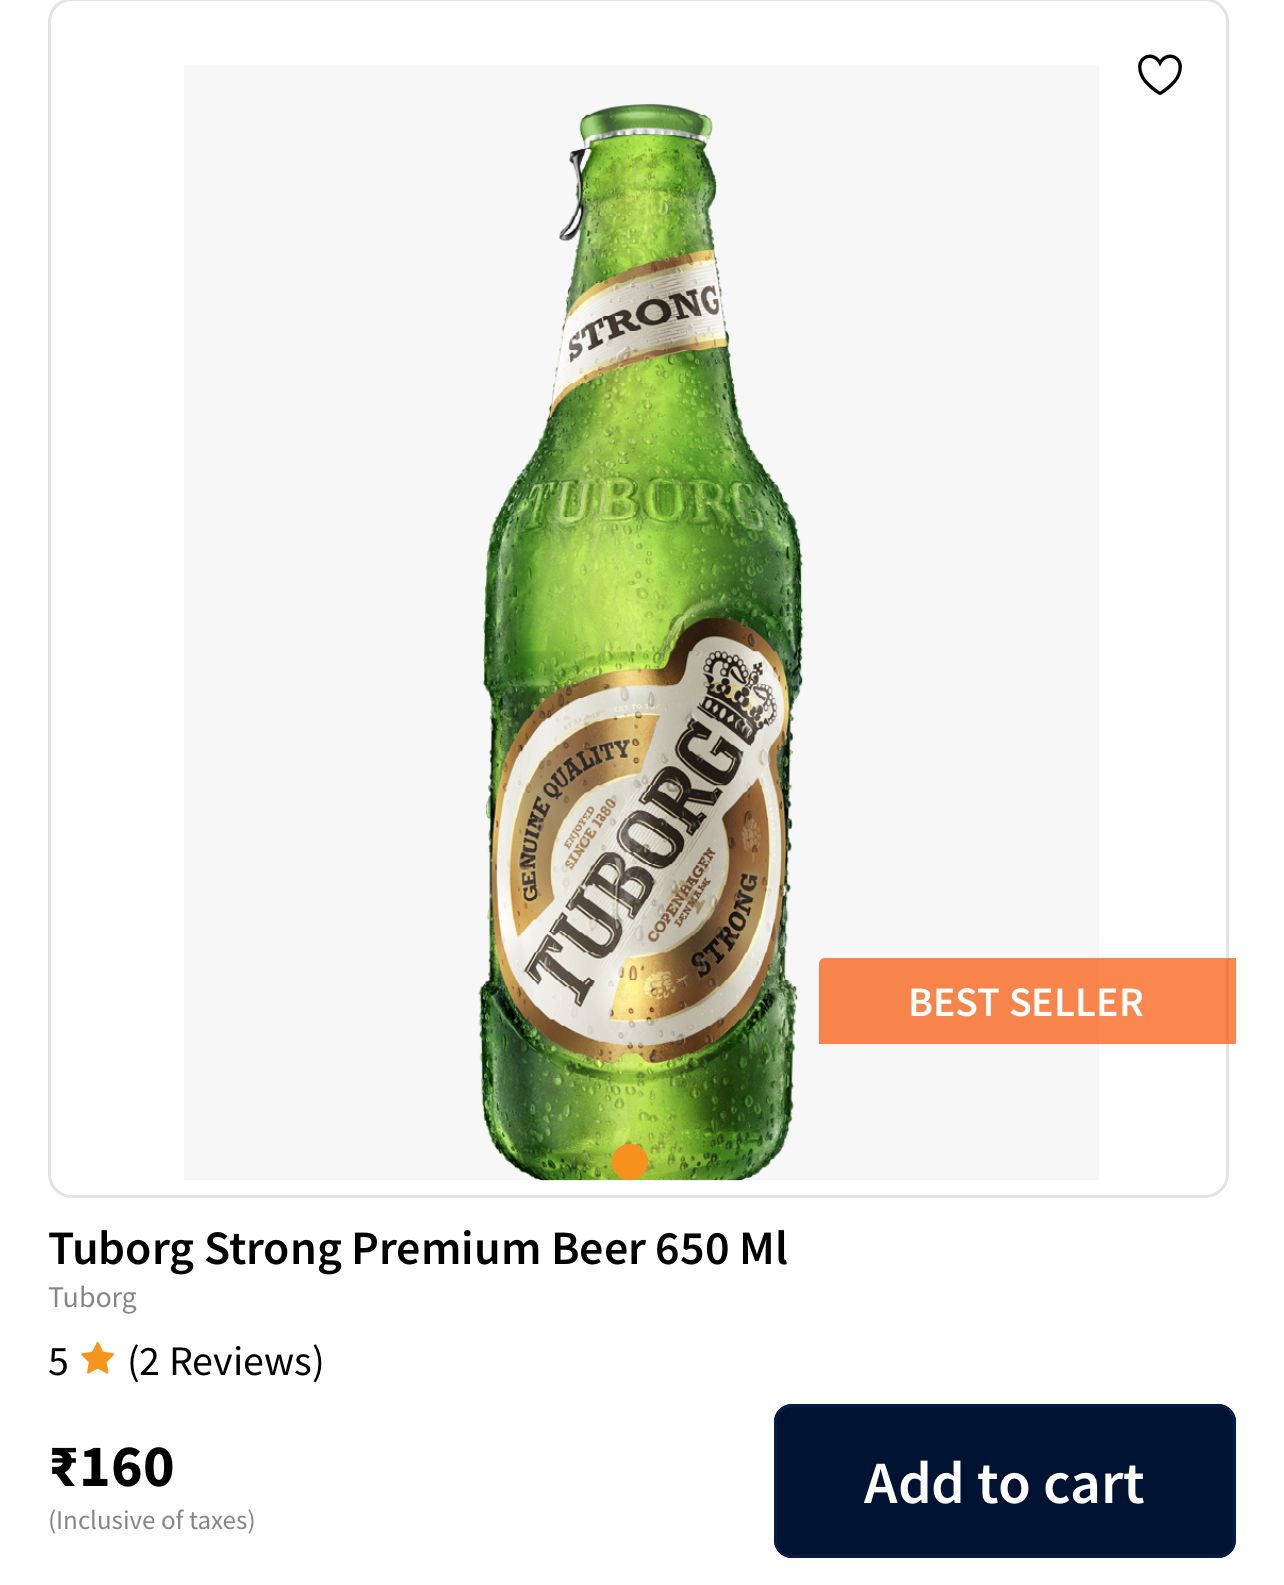 STRONG
TUBORG
GENUINE QUALITY
ENJOYED
SINCE 1880
TUBORG
COPENHAGEN
DENMARK
STRONG
BEST SELLER
Tuborg Strong Premium Beer 650 Ml
Tuborg
5 ★ (2 Reviews)
₹160
(Inclusive of taxes)
Add to cart